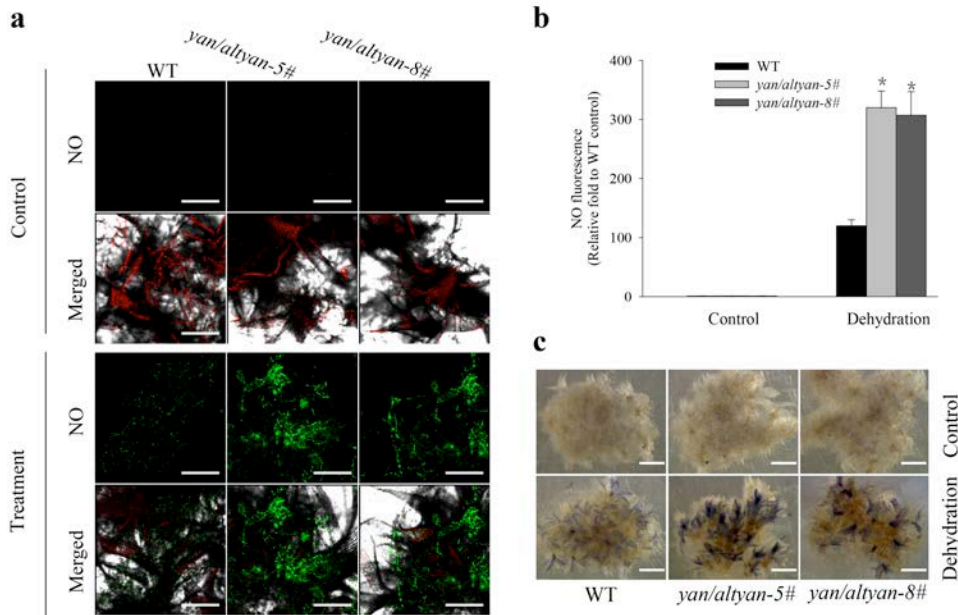 a
WT
yan/altyan-5#
yan/altyan-8#
Control
NO
Merged
Treatment
NO
Merged
b
400
300
200
100
0
NO fluorescence
(Relative fold to WT control)
WT
yan/altyan-5#
yan/altyan-8#
*
*
Control
Dehydration
c
Control
Dehydration
WT
yan/altyan-5#
yan/altyan-8#